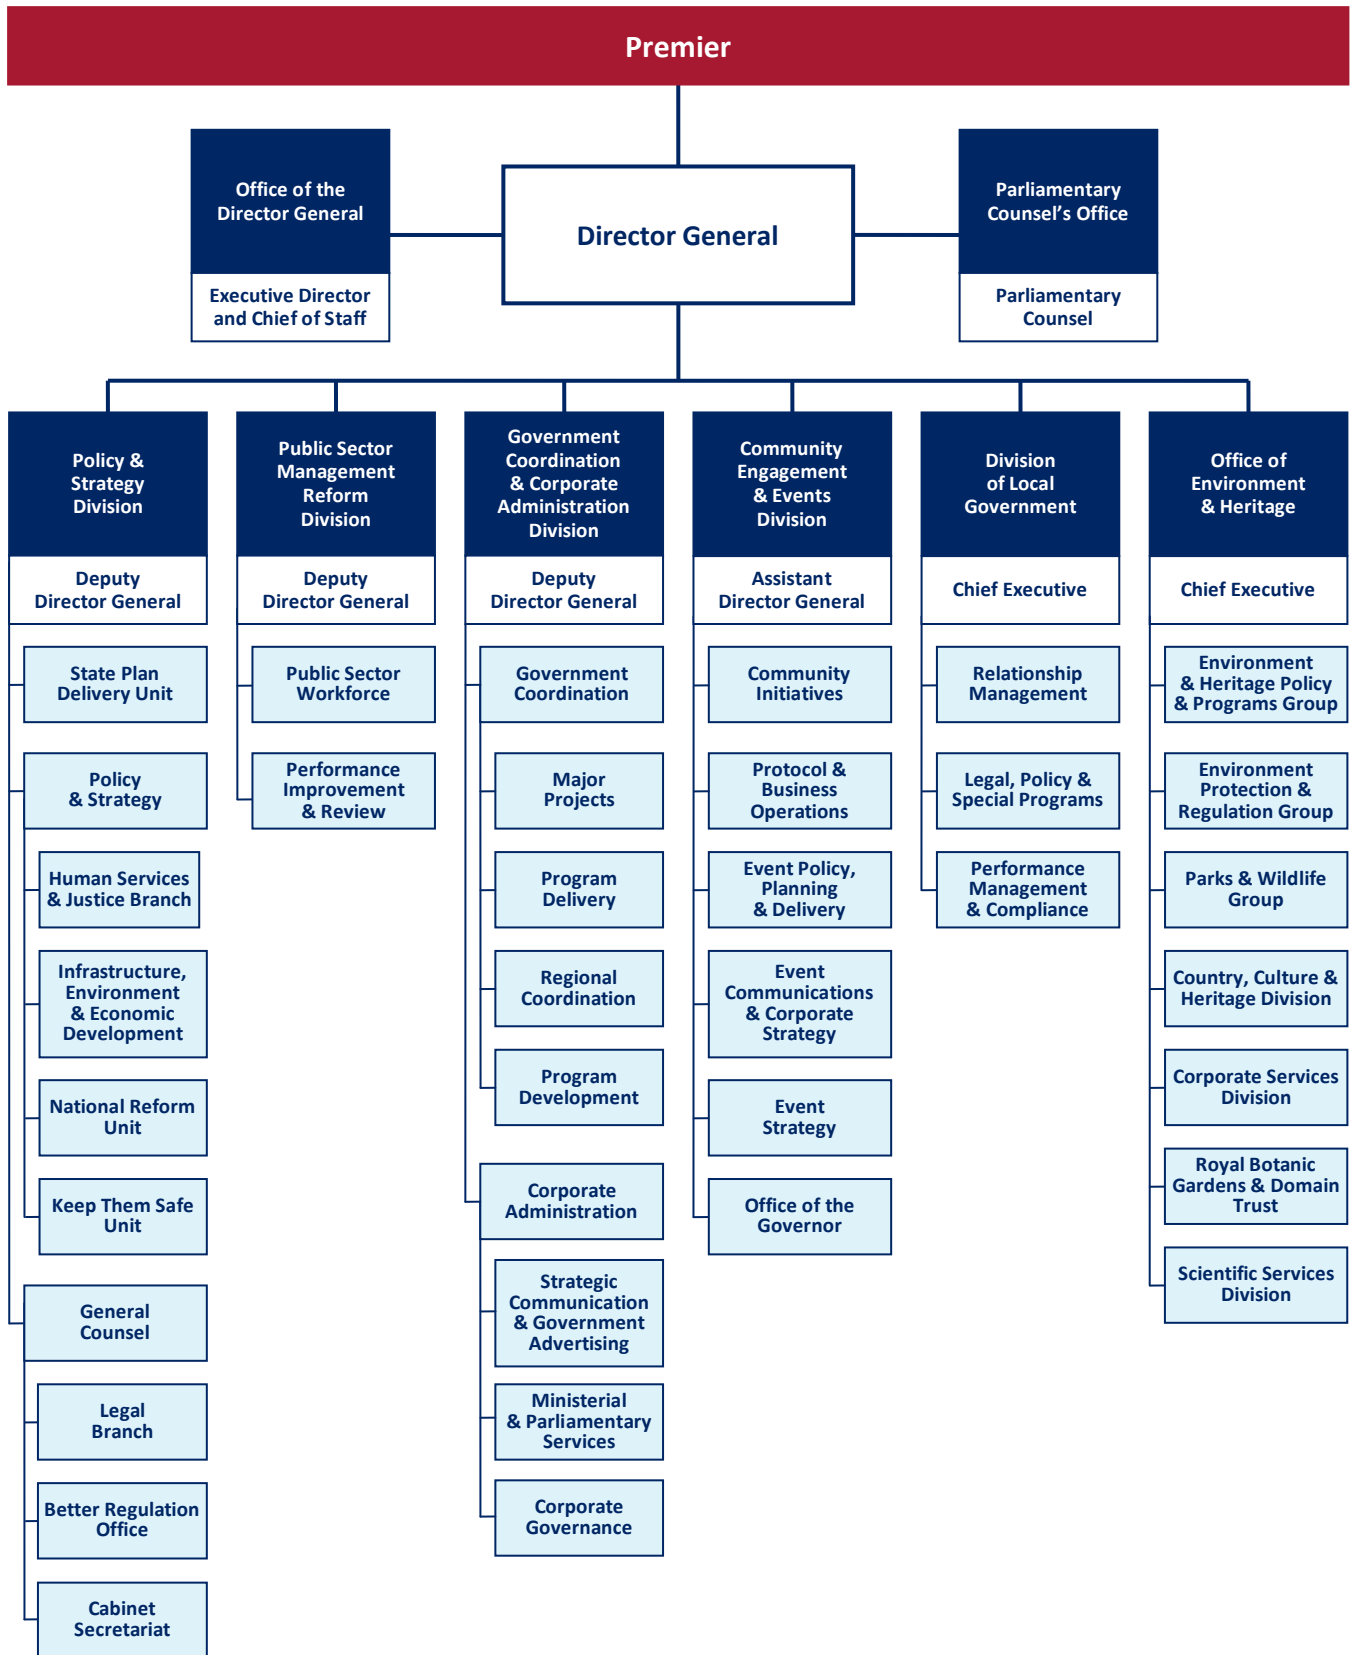 Premier
Office of the
Director General
Executive Director
and Chief of Staff
Director General
Parliamentary
Counsel’s Office
Parliamentary
Counsel
Policy &
Strategy
Division
Deputy
Director General
State Plan
Delivery Unit
Policy
& Strategy
Human Services
& Justice Branch
Infrastructure,
Environment
& Economic
Development
National Reform
Unit
Keep Them Safe
Unit
General
Counsel
Legal
Branch
Better Regulation
Office
Cabinet
Secretariat
Public Sector
Management
Reform
Division
Deputy
Director General
Public Sector
Workforce
Performance
Improvement
& Review
Government
Coordination
& Corporate
Administration
Division
Deputy
Director General
Government
Coordination
Major
Projects
Program
Delivery
Regional
Coordination
Program
Development
Corporate
Administration
Strategic
Communication
& Government
Advertising
Ministerial
& Parliamentary
Services
Corporate
Governance
Community
Engagement
& Events
Division
Assistant
Director General
Community
Initiatives
Protocol &
Business
Operations
Event Policy,
Planning
& Delivery
Event
Communications
& Corporate
Strategy
Event
Strategy
Office of the
Governor
Division
of Local
Government
Chief Executive
Relationship
Management
Legal, Policy &
Special Programs
Performance
Management
& Compliance
Office of
Environment
& Heritage
Chief Executive
Environment
& Heritage Policy
& Programs Group
Environment
Protection &
Regulation Group
Parks & Wildlife
Group
Country, Culture &
Heritage Division
Corporate Services
Division
Royal Botanic
Gardens & Domain
Trust
Scientific Services
Division